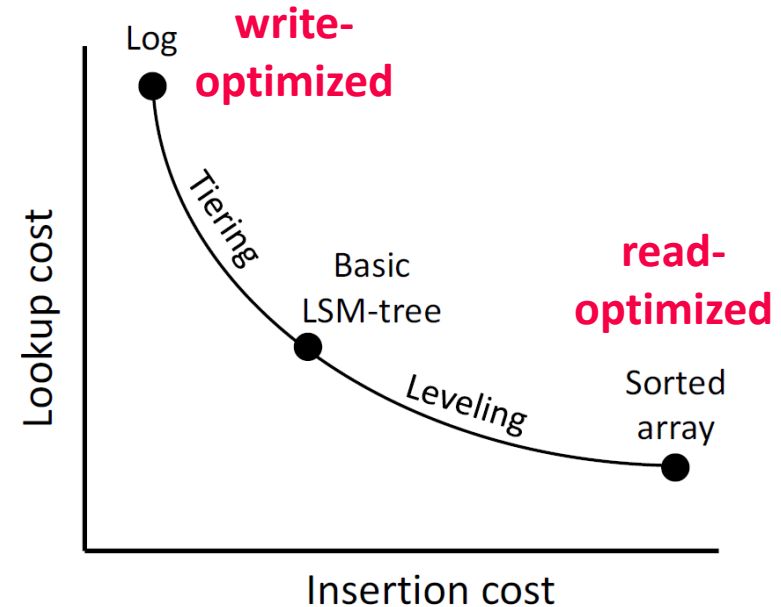 Log
write-
optimized
Tiering
Basic
LSM-tree
read-
optimized
Leveling
Sorted
array
Lookup cost
Insertion cost